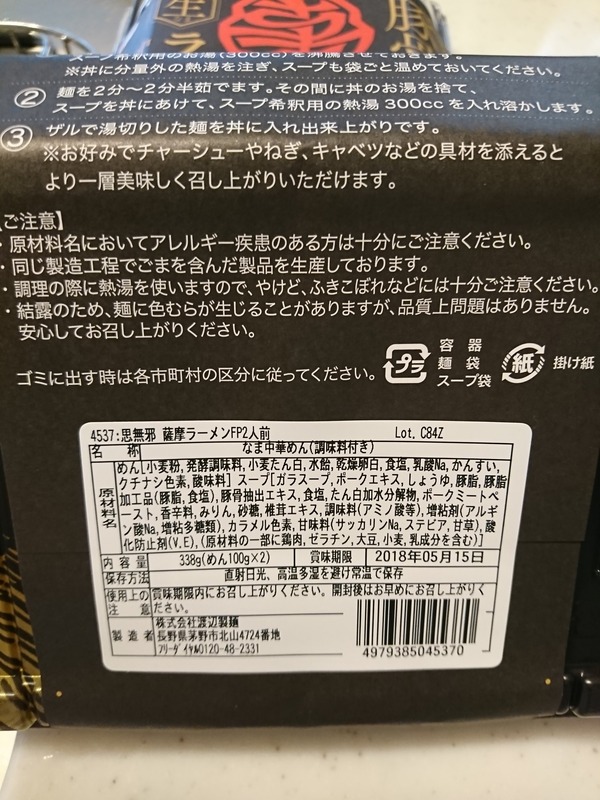 生
ラ
スープ希釈用のお湯(300cc)を沸騰させておきます。
※丼に分量外の熱湯を注ぎ、スープも袋ごと温めておいてください。
② 麺を2分〜2分半茹でます。その間に丼のお湯を捨て、
スープを丼にあけて、スープ希釈用の熱湯 300cc を入れ溶かします。
③ ザルで湯切りした麺を丼に入れ出来上がりです。
※お好みでチャーシューやねぎ、キャベツなどの具材を添えると
より一層美味しく召し上がりいただけます。
【ご注意】
・原材料名においてアレルギー疾患のある方は十分にご注意ください。
・同じ製造工程でごまを含んだ製品を生産しております。
・調理の際に熱湯を使いますので、やけど、ふきこぼれなどには十分ご注意ください。
・結露のため、麺に色むらが生じることがありますが、品質上問題はありません。
安心してお召し上がりください。
ゴミに出す時は各市町村の区分に従ってください。
プラ
容器
麺袋
スープ袋
紙
掛け紙
4537:思無邪 薩摩ラーメンFP2人前 Lot. C84Z
名称 なま中華めん(調味料付き)
原材料名
めん[小麦粉,発酵調味料,小麦たん白,水飴,乾燥卵白,食塩,乳酸Na,かんすい,
クチナシ色素,酸味料] スープ[ガラスープ,ポークエキス,しょうゆ,豚脂,豚脂
加工品(豚脂,食塩),豚骨抽出エキス,食塩,たん白加水分解物,ポークミートペ
ースト,香辛料,みりん,砂糖,椎茸エキス,調味料(アミノ酸等),増粘剤(アルギ
ン酸Na,増粘多糖類),カラメル色素,甘味料(サッカリンNa,ステビア,甘草),酸
化防止剤(V.E),(原材料の一部に鶏肉,ゼラチン,大豆,小麦,乳成分を含む)]
内容量 338g(めん100g×2) 賞味期限 2018年05月15日
保存方法 直射日光、高温多湿を避け常温で保存
使用上の注意 賞味期限内にお召し上がりください。開封後はお早めにお召し上がりく
ださい。
製造者
株式会社渡辺製麺
長野県茅野市北山4724番地
フリーダイヤル0120-48-2331
4979385045370